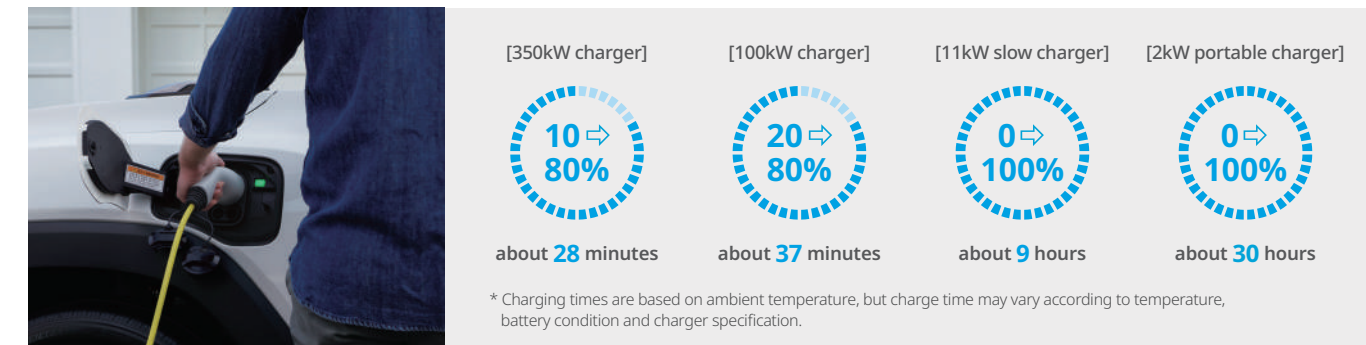 [350kW charger]
10 ⇨
80%
about 28 minutes
[100kW charger]
20 ⇨
80%
about 37 minutes
[11kW slow charger]
0 ⇨
100%
about 9 hours
[2kW portable charger]
0 ⇨
100%
about 30 hours
* Charging times are based on ambient temperature, but charge time may vary according to temperature,
battery condition and charger specification.